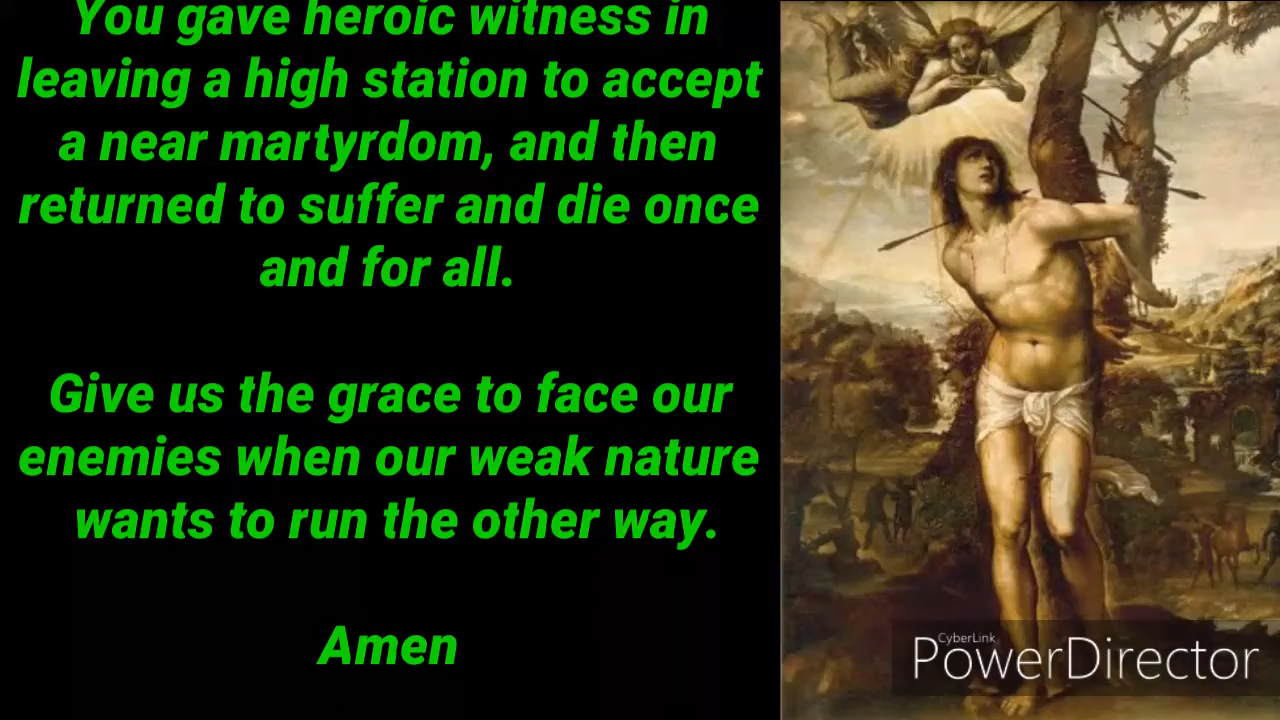 You gave heroic witness in
leaving a high station to accept
a near martyrdom, and then
returned to suffer and die once
and for all.
Give us the grace to face our
enemies when our weak nature
wants to run the other way.
Amen
CyberLink
PowerDirector